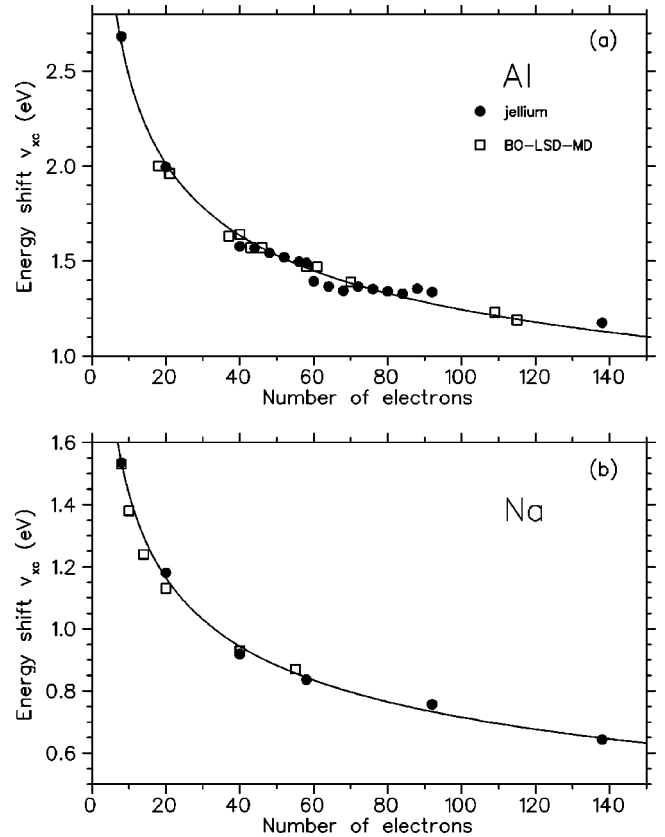 (a)
Al
jellium
BO-LSD-MD
Energy shift vxc (eV)
2.5
2.0
1.5
1.0
0 20 40 60 80 100 120 140
Number of electrons
(b)
Na
Energy shift vxc (eV)
1.6
1.4
1.2
1.0
0.8
0.6
0 20 40 60 80 100 120 140
Number of electrons